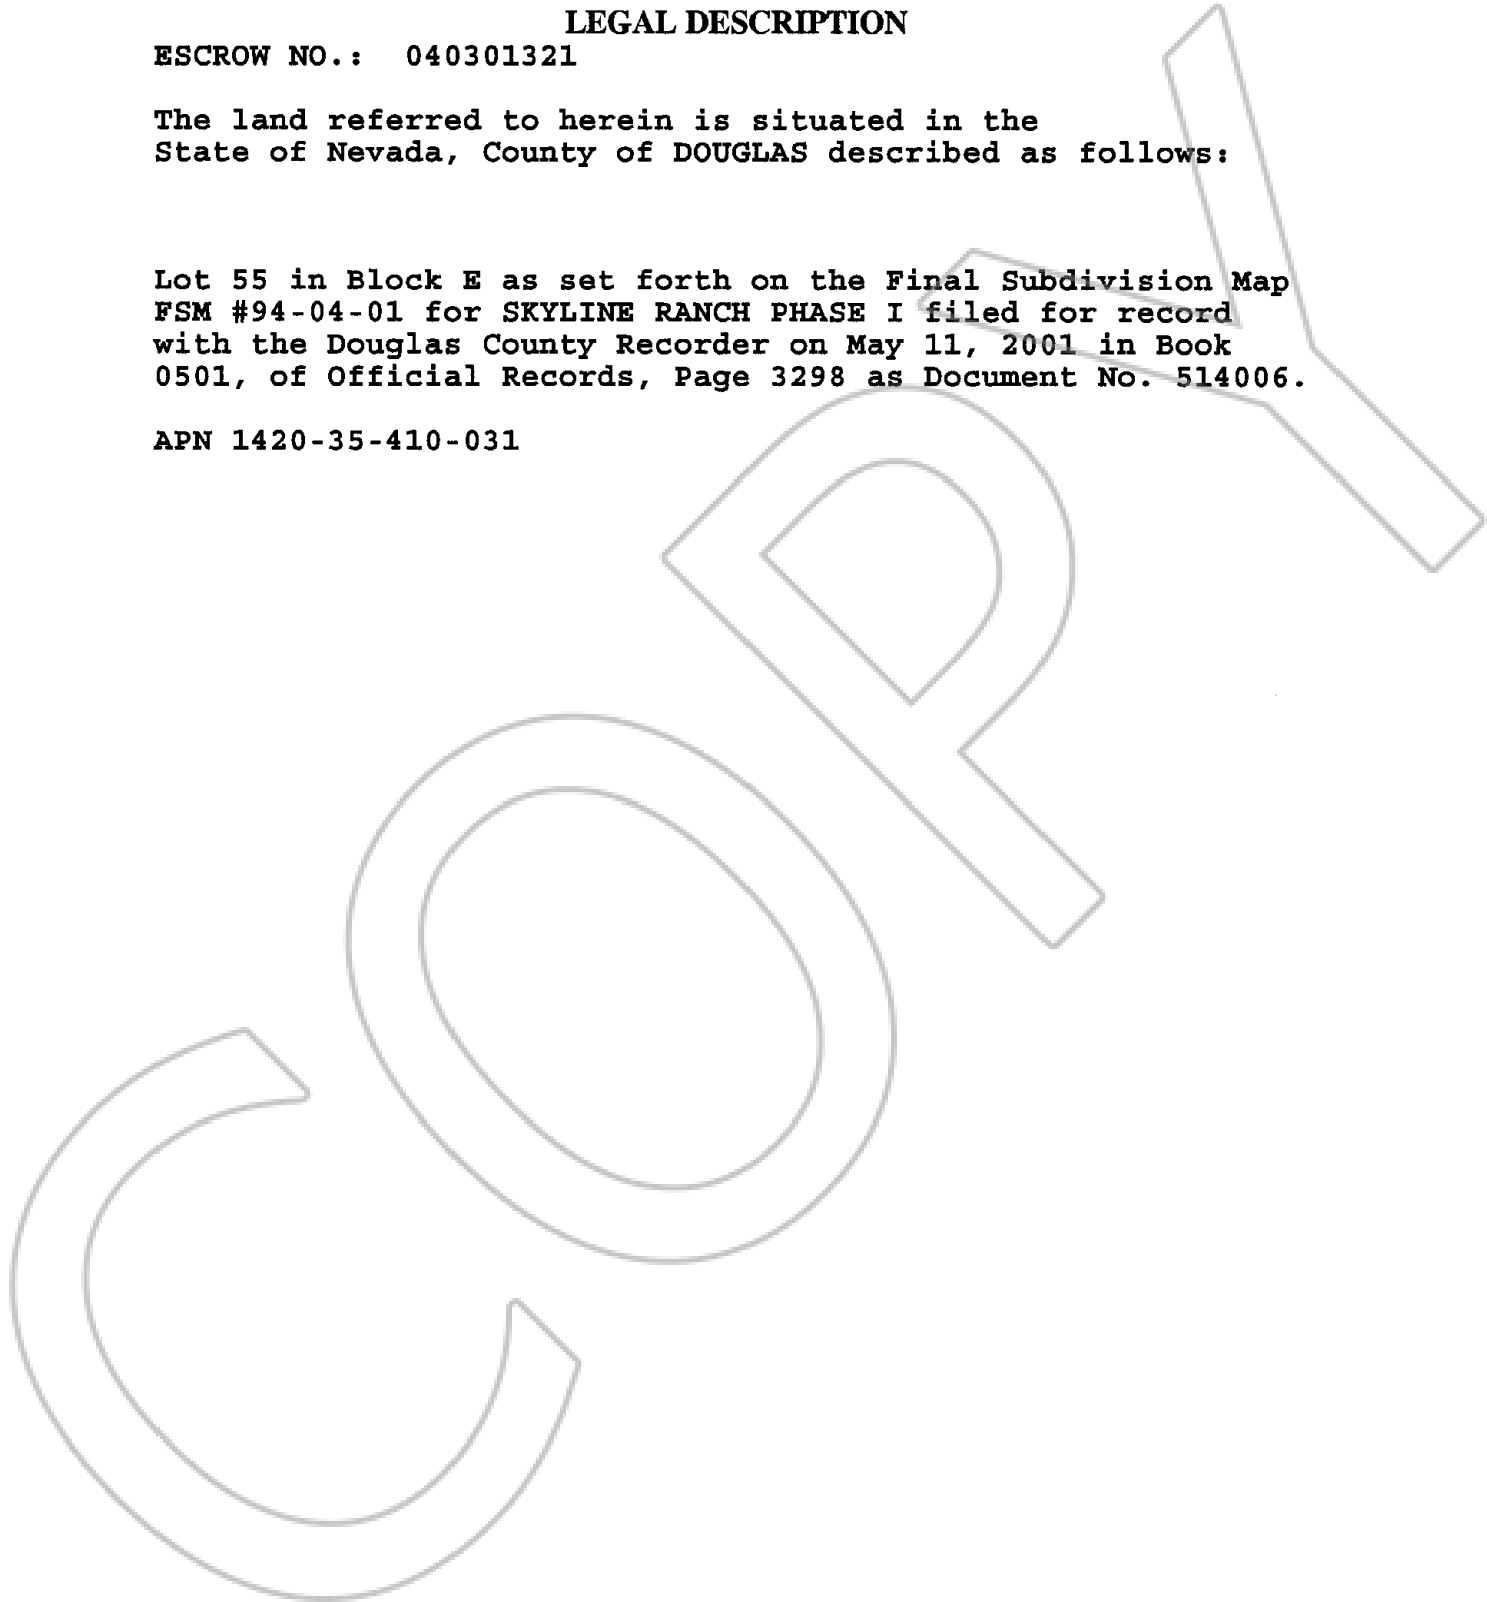 LEGAL DESCRIPTION
ESCROW NO.: 040301321
The land referred to herein is situated in the
State of Nevada, County of DOUGLAS described as follows:
Lot 55 in Block E as set forth on the Final Subdivision Map
FSM #94-04-01 for SKYLINE RANCH PHASE I filed for record
with the Douglas County Recorder on May 11, 2001 in Book
0501, of Official Records, Page 3298 as Document No. 514006.
APN 1420-35-410-031
COPY